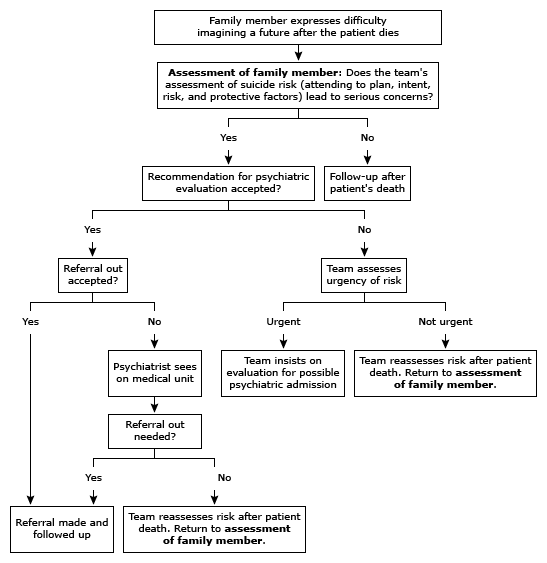 Family member expresses difficulty
imagining a future after the patient dies
Assessment of family member: Does the team's
assessment of suicide risk (attending to plan, intent,
risk, and protective factors) lead to serious concerns?
Yes
No
Recommendation for psychiatric
evaluation accepted?
Follow-up after
patient's death
Yes
No
Referral out
accepted?
Team assesses
urgency of risk
Yes
No
Urgent
Not urgent
Psychiatrist sees
on medical unit
Team insists on
evaluation for possible
psychiatric admission
Team reassesses risk after patient
death. Return to assessment
of family member.
Referral out
needed?
Yes
No
Referral made and
followed up
Team reassesses risk after patient
death. Return to assessment
of family member.